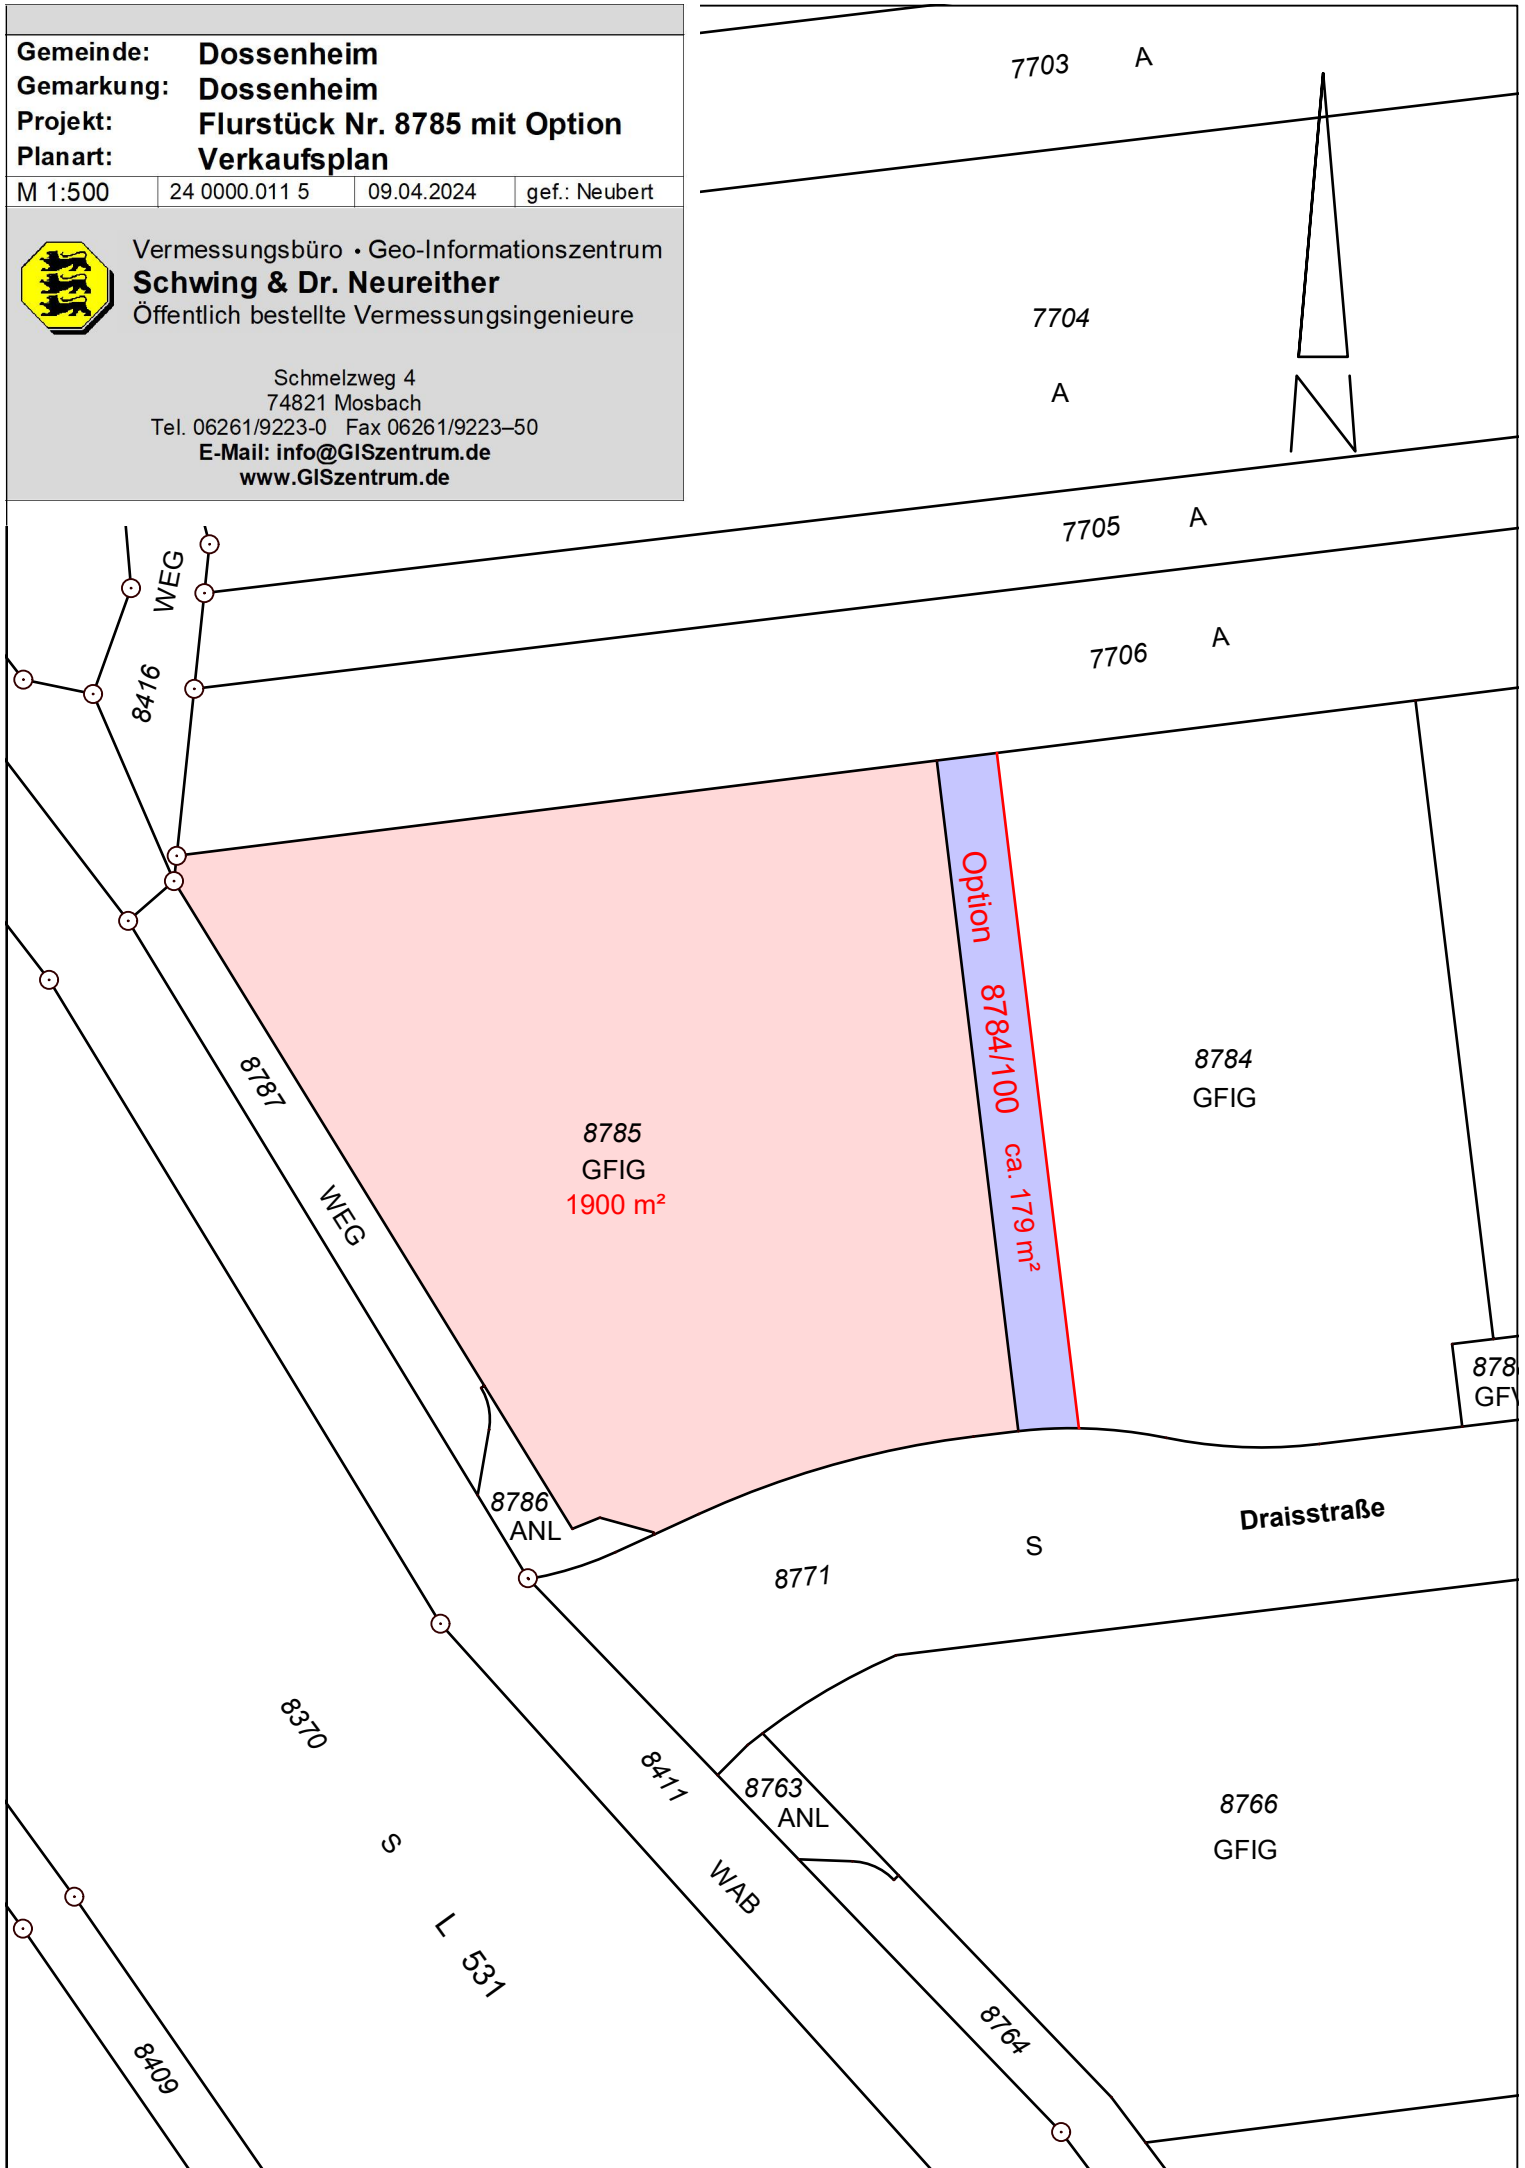 Gemeinde: Dossenheim
Gemarkung: Dossenheim
Projekt: Flurstück Nr. 8785 mit Option
Planart: Verkaufsplan
M 1:500 24 0000.011 5 09.04.2024 gef.: Neubert
Vermessungsbüro • Geo-Informationszentrum
Schwing & Dr. Neureither
Öffentlich bestellte Vermessungsingenieure
Schmelzweg 4
74821 Mosbach
Tel. 06261/9223-0 Fax 06261/9223–50
E-Mail: info@GISzentrum.de
www.GISzentrum.de
7703 A
7704
A
N
7705 A
WEG
8416
7706 A
Option 8784/100 ca. 179 m²
8784
GFIG
8787
WEG
8785
GFIG
1900 m²
878
GF
8786
ANL
Draisstraße
S
8771
8370
S
L 531
8411
WAB
8763
ANL
8766
GFIG
8764
8409